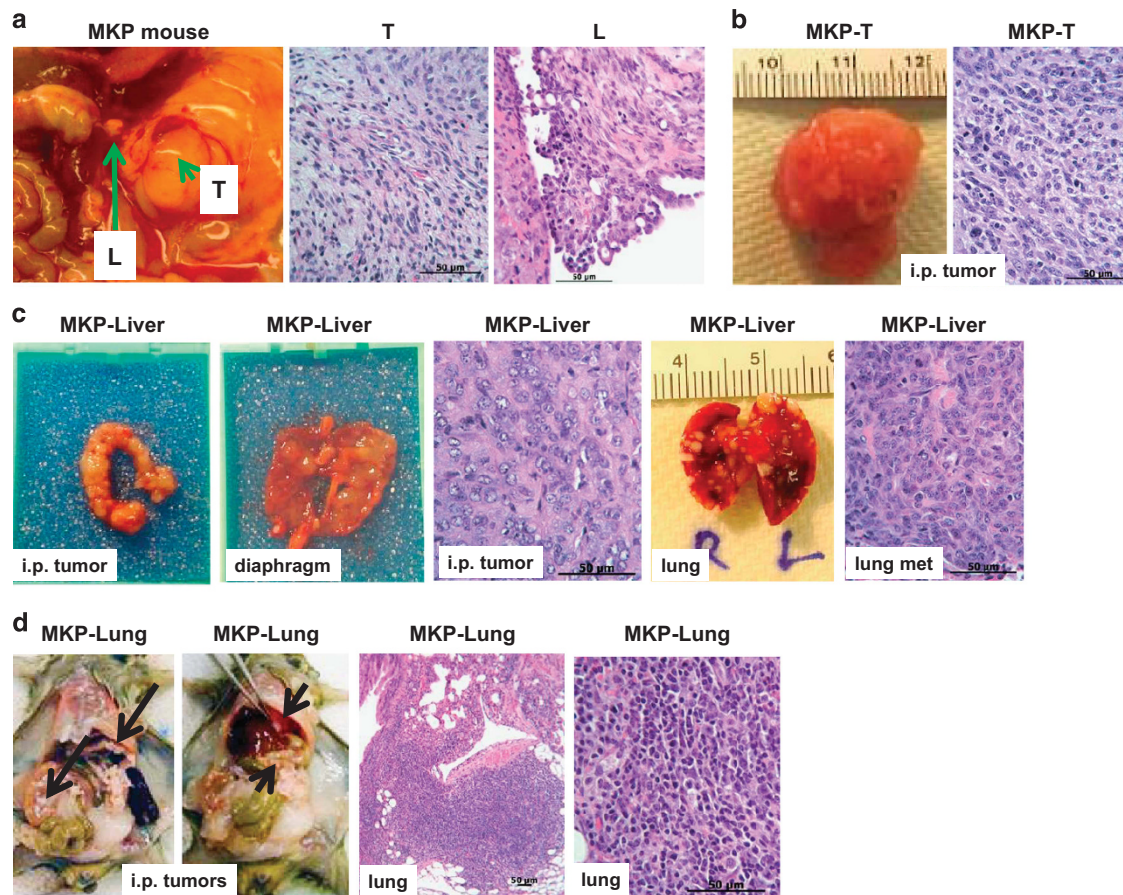 a
MKP mouse
T
L
T
L
50 µm
50 µm
b
MKP-T
MKP-T
10 11 12
i.p. tumor
50 µm
c
MKP-Liver
MKP-Liver
MKP-Liver
MKP-Liver
MKP-Liver
4 5 6
R L
i.p. tumor
diaphragm
i.p. tumor
50 µm
lung
lung met
50 µm
d
MKP-Lung
MKP-Lung
MKP-Lung
MKP-Lung
i.p. tumors
lung
50 µm
lung
50 µm